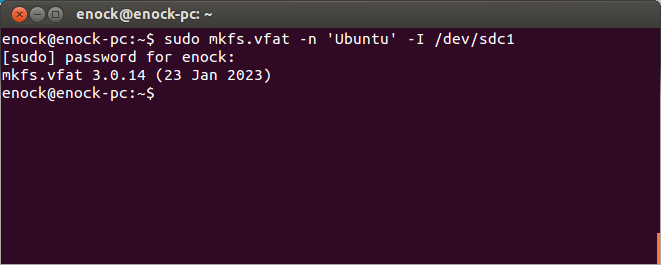 enock@enock-pc: ~
enock@enock-pc:~$ sudo mkfs.vfat -n 'Ubuntu' -I /dev/sdc1
[sudo] password for enock:
mkfs.vfat 3.0.14 (23 Jan 2023)
enock@enock-pc:~$